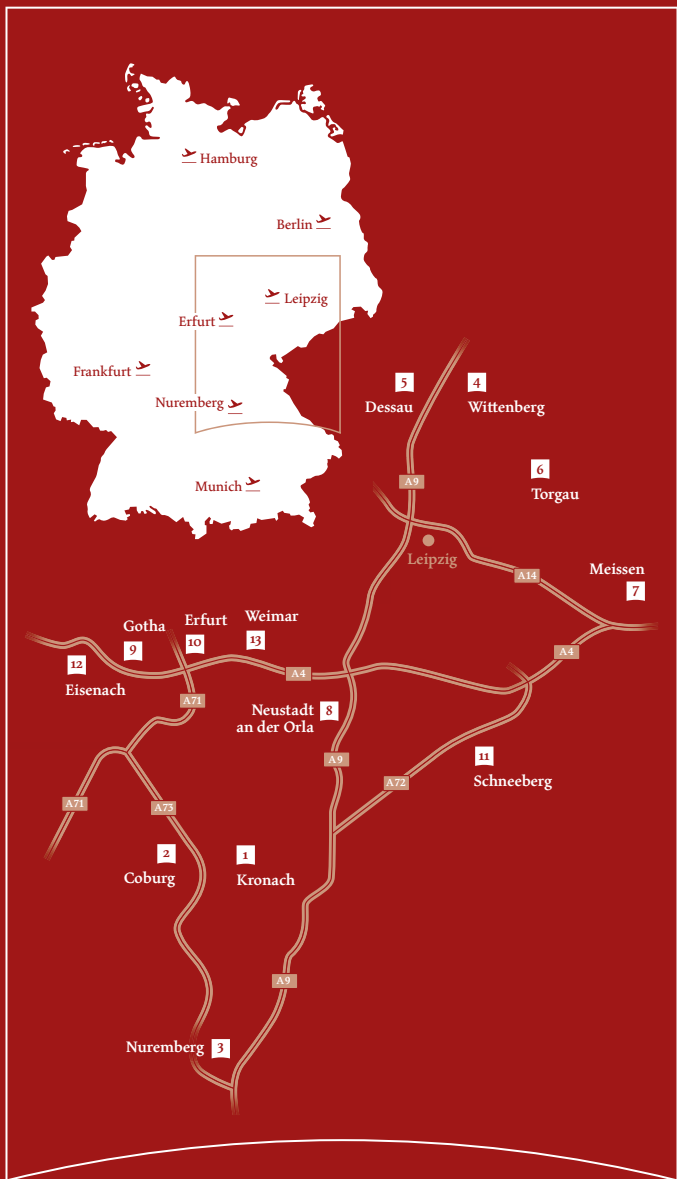 Hamburg
Berlin
Leipzig
Erfurt
Frankfurt
Nuremberg
Munich
5
4
Dessau
Wittenberg
6
A9
Torgau
Leipzig
Meissen
A14
7
Gotha
Erfurt
Weimar
9
10
13
A4
12
Eisenach
A4
A71
Neustadt
an der Orla
8
A9
11
Schneeberg
A72
A71
A73
2
1
Coburg
Kronach
A9
Nuremberg
3